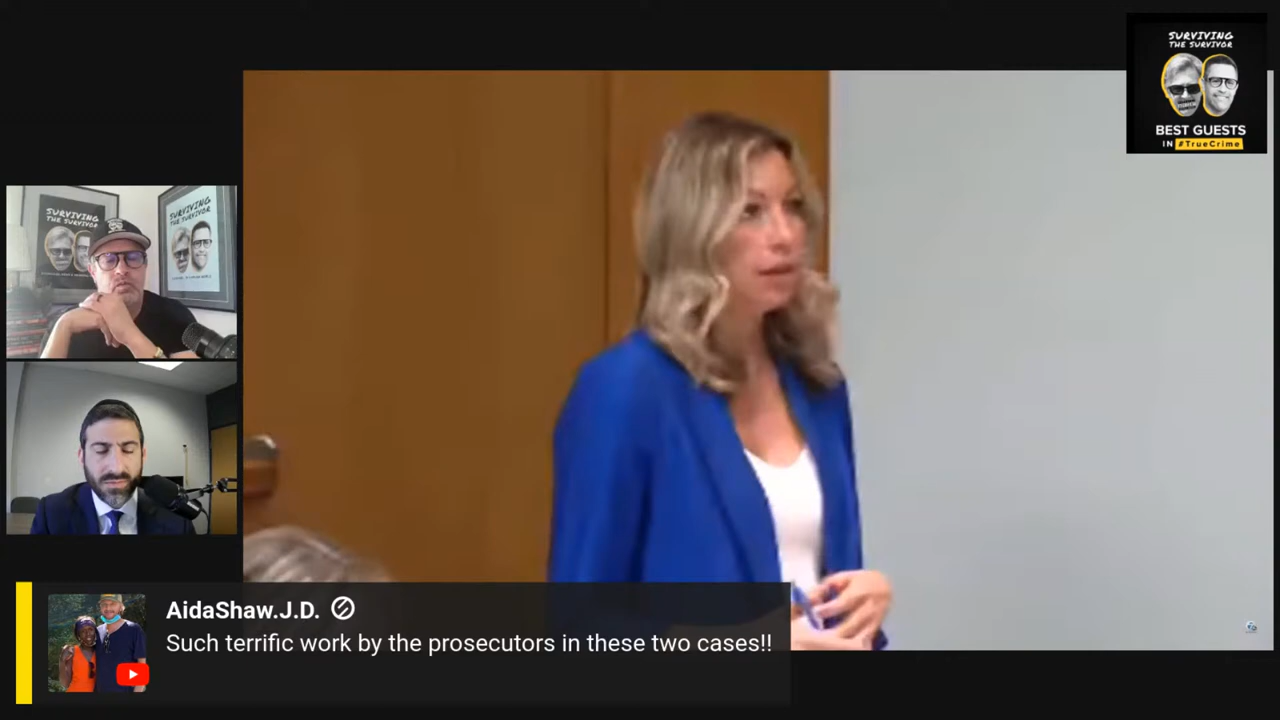 SURVIVING
THE SURVIVOR
BEST GUESTS
IN #TrueCrime
SURVIVING
THE SURVIVOR
SURVIVING
THE SURVIVOR
AidaShaw.J.D.
Such terrific work by the prosecutors in these two cases!!